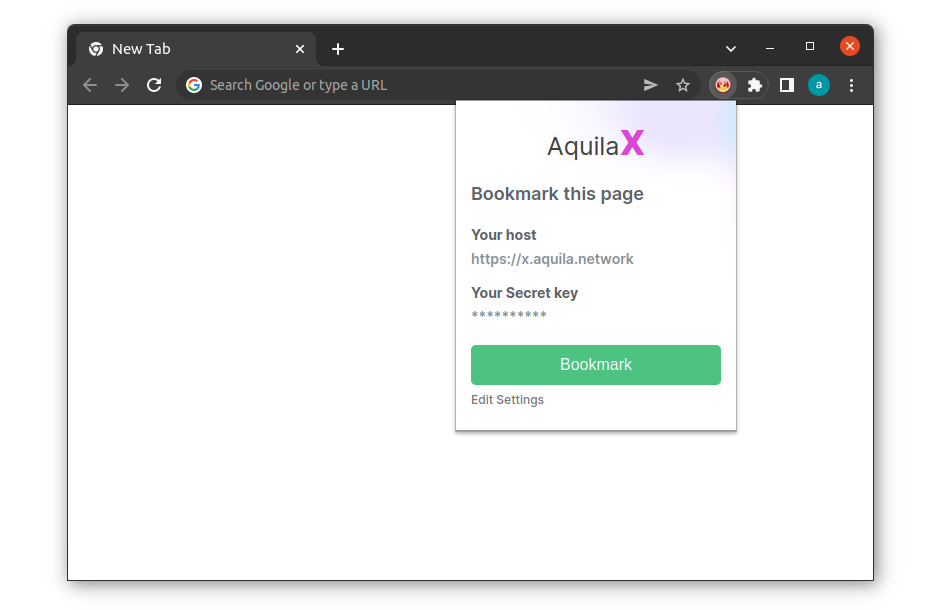 New Tab
Search Google or type a URL
a
AquilaX
Bookmark this page
Your host
https://x.aquila.network
Your Secret key
**********
Bookmark
Edit Settings